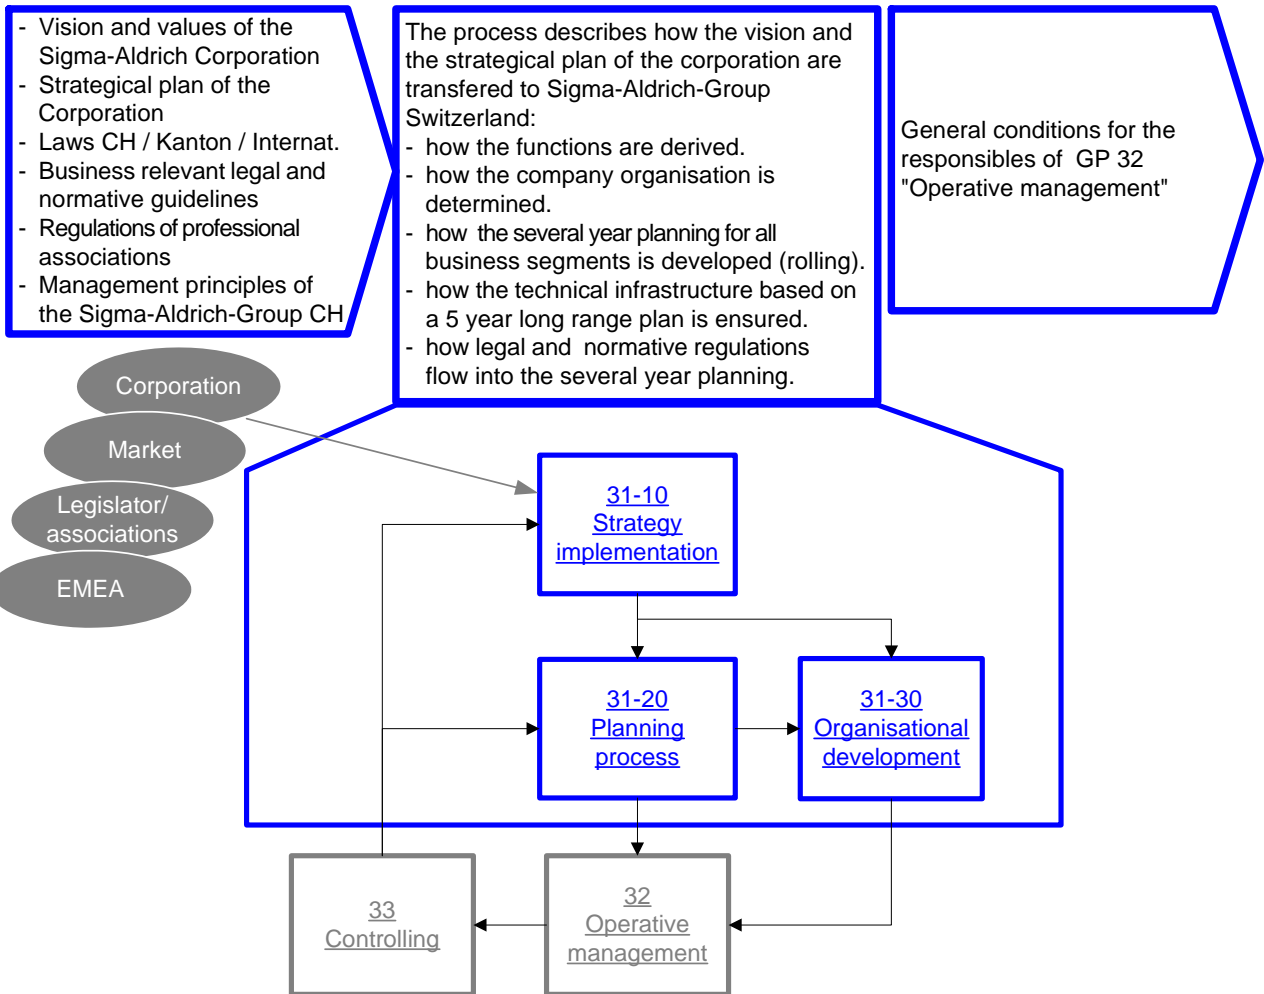 - Vision and values of the
Sigma-Aldrich Corporation
- Strategical plan of the
Corporation
- Laws CH / Kanton / Internat.
- Business relevant legal and
normative guidelines
- Regulations of professional
associations
- Management principles of
the Sigma-Aldrich-Group CH
The process describes how the vision and
the strategical plan of the corporation are
transfered to Sigma-Aldrich-Group
Switzerland:
- how the functions are derived.
- how the company organisation is
determined.
- how the several year planning for all
business segments is developed (rolling).
- how the technical infrastructure based on
a 5 year long range plan is ensured.
- how legal and normative regulations
flow into the several year planning.
General conditions for the
responsibles of GP 32
"Operative management"
Corporation
Market
Legislator/
associations
EMEA
31-10
Strategy
implementation
31-20
Planning
process
31-30
Organisational
development
33
Controlling
32
Operative
management